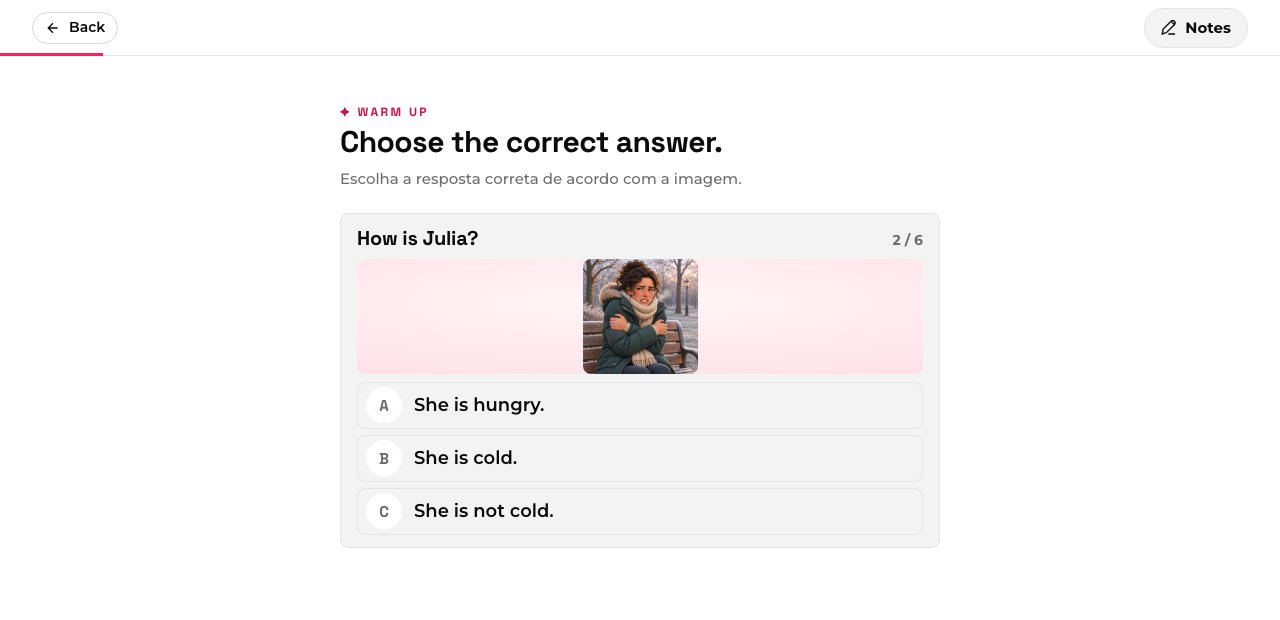 Back
Notes
WARM UP
Choose the correct answer.
Escolha a resposta correta de acordo com a imagem.
How is Julia?
2 / 6
A She is hungry.
B She is cold.
C She is not cold.